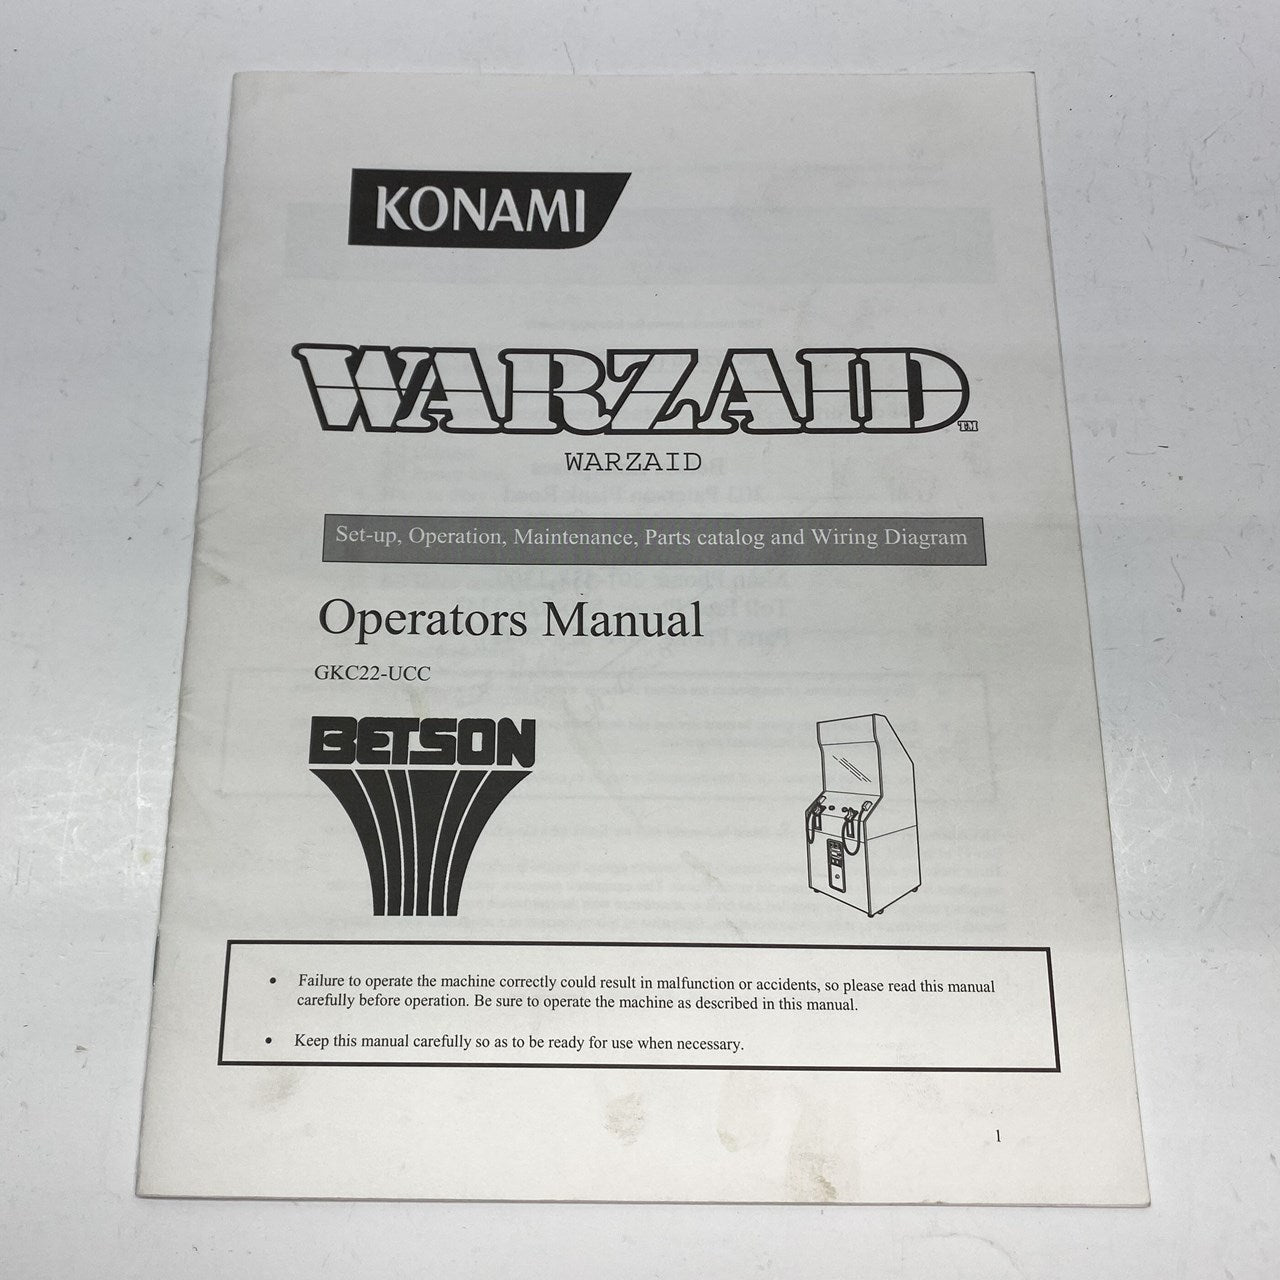 KONAMI
WARZAID TM
WARZAID
Set-up, Operation, Maintenance, Parts catalog and Wiring Diagram
Operators Manual
GKC22-UCC
BETSON
• Failure to operate the machine correctly could result in malfunction or accidents, so please read this manual
carefully before operation. Be sure to operate the machine as described in this manual.
• Keep this manual carefully so as to be ready for use when necessary.
1